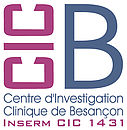 CIC B
Centre d'Investigation
Clinique de Besançon
INSERM CIC 1431